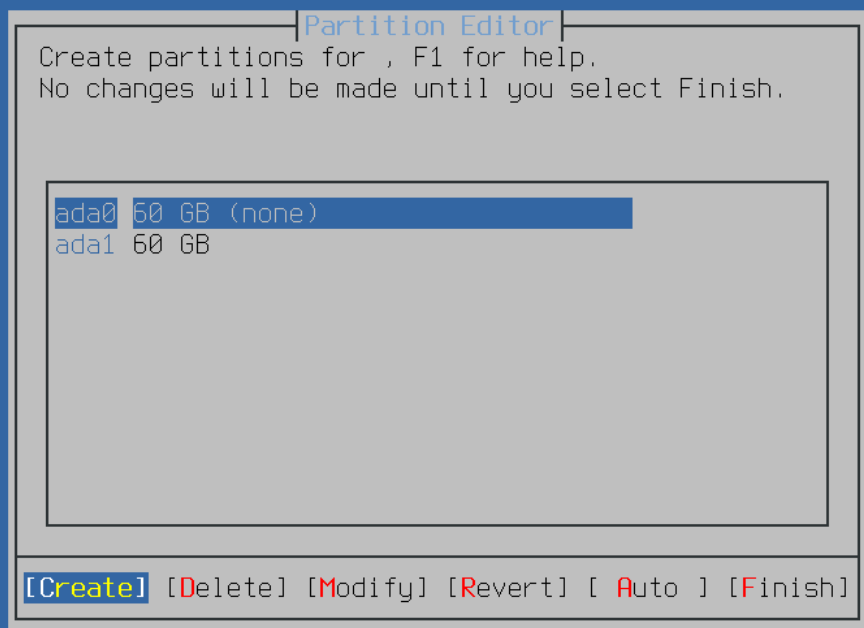 Partition Editor
Create partitions for , F1 for help.
No changes will be made until you select Finish.
ada0 60 GB (none)
ada1 60 GB
[Create] [Delete] [Modify] [Revert] [ Auto ] [Finish]